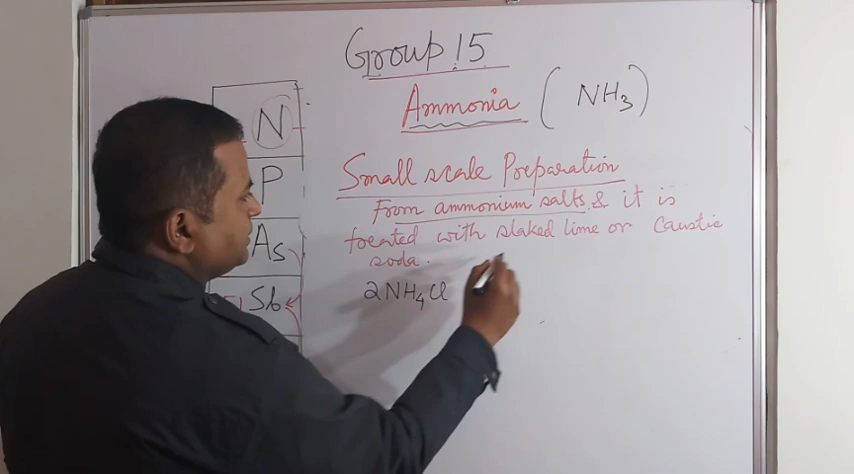 Group 15
Ammonia (NH₃)
N
P
As
Sb
Small scale Preparation
From ammonium salts & it is
treated with slaked lime or Caustic
soda.
2NH₄Cl